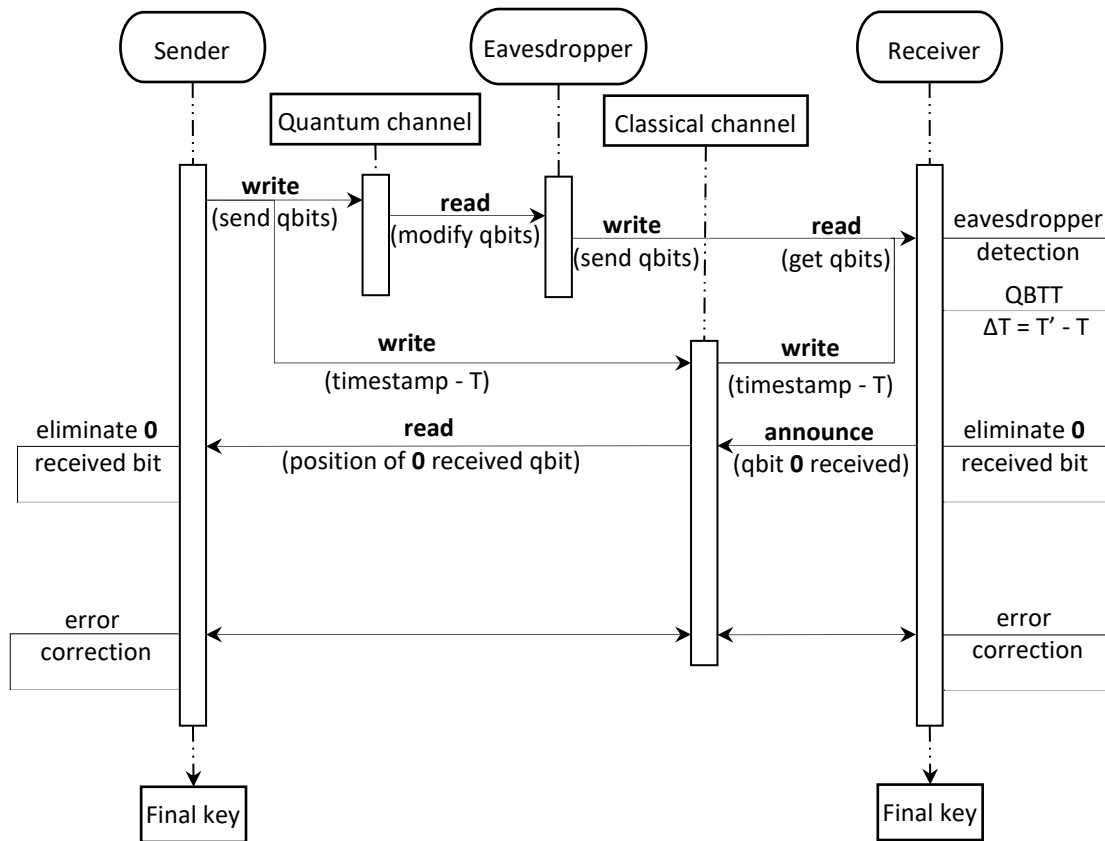 Sender
Eavesdropper
Receiver
Quantum channel
Classical channel
write
(send qbits)
read
(modify qbits)
write
(send qbits)
read
(get qbits)
eavesdropper
detection
QBTT
ΔT = T’ - T
write
(timestamp - T)
write
(timestamp - T)
eliminate 0
received bit
read
(position of 0 received qbit)
announce
(qbit 0 received)
eliminate 0
received bit
error
correction
error
correction
Final key
Final key